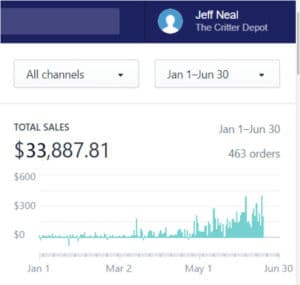 Jeff Neal
The Critter Depot
All channels
Jan 1–Jun 30
TOTAL SALES
Jan 1–Jun 30
$33,887.81
463 orders
$600
$300
$0
Jan 1
Mar 2
May 1
Jun 30